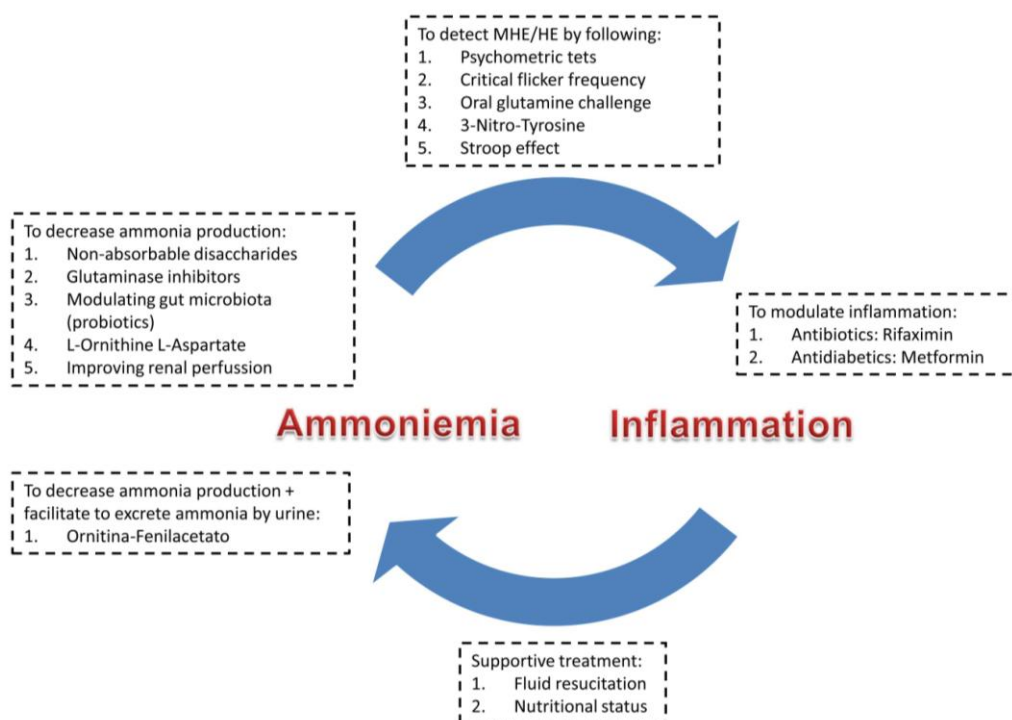 To detect MHE/HE by following:
1. Psychometric tets
2. Critical flicker frequency
3. Oral glutamine challenge
4. 3-Nitro-Tyrosine
5. Stroop effect
To decrease ammonia production:
1. Non-absorbable disaccharides
2. Glutaminase inhibitors
3. Modulating gut microbiota
(probiotics)
4. L-Ornithine L-Aspartate
5. Improving renal perfussion
To modulate inflammation:
1. Antibiotics: Rifaximin
2. Antidiabetics: Metformin
Ammoniemia
Inflammation
To decrease ammonia production +
facilitate to excrete ammonia by urine:
1. Ornitina-Fenilacetato
Supportive treatment:
1. Fluid resucitation
2. Nutritional status